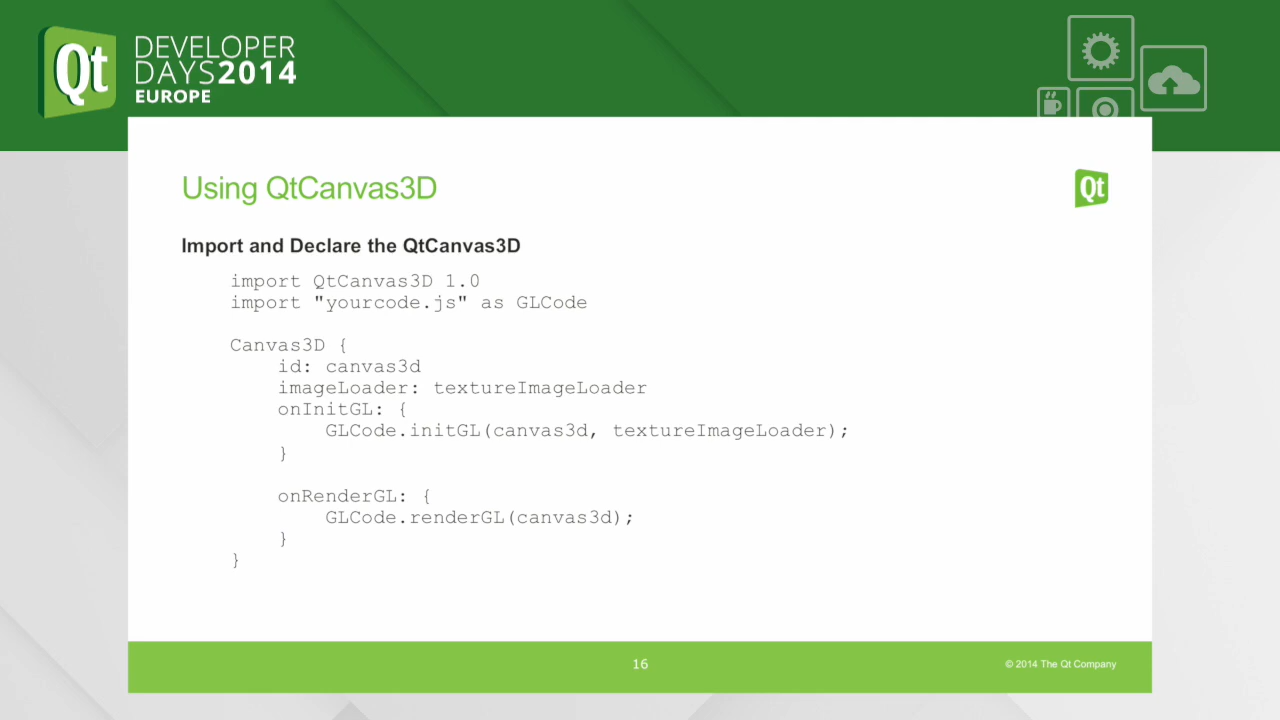 Qt
DEVELOPER
DAYS2014
EUROPE
Using QtCanvas3D
Qt
Import and Declare the QtCanvas3D
import QtCanvas3D 1.0
import "yourcode.js" as GLCode
Canvas3D {
    id: canvas3d
    imageLoader: textureImageLoader
    onInitGL: {
        GLCode.initGL(canvas3d, textureImageLoader);
    }
    onRenderGL: {
        GLCode.renderGL(canvas3d);
    }
}
16
© 2014 The Qt Company